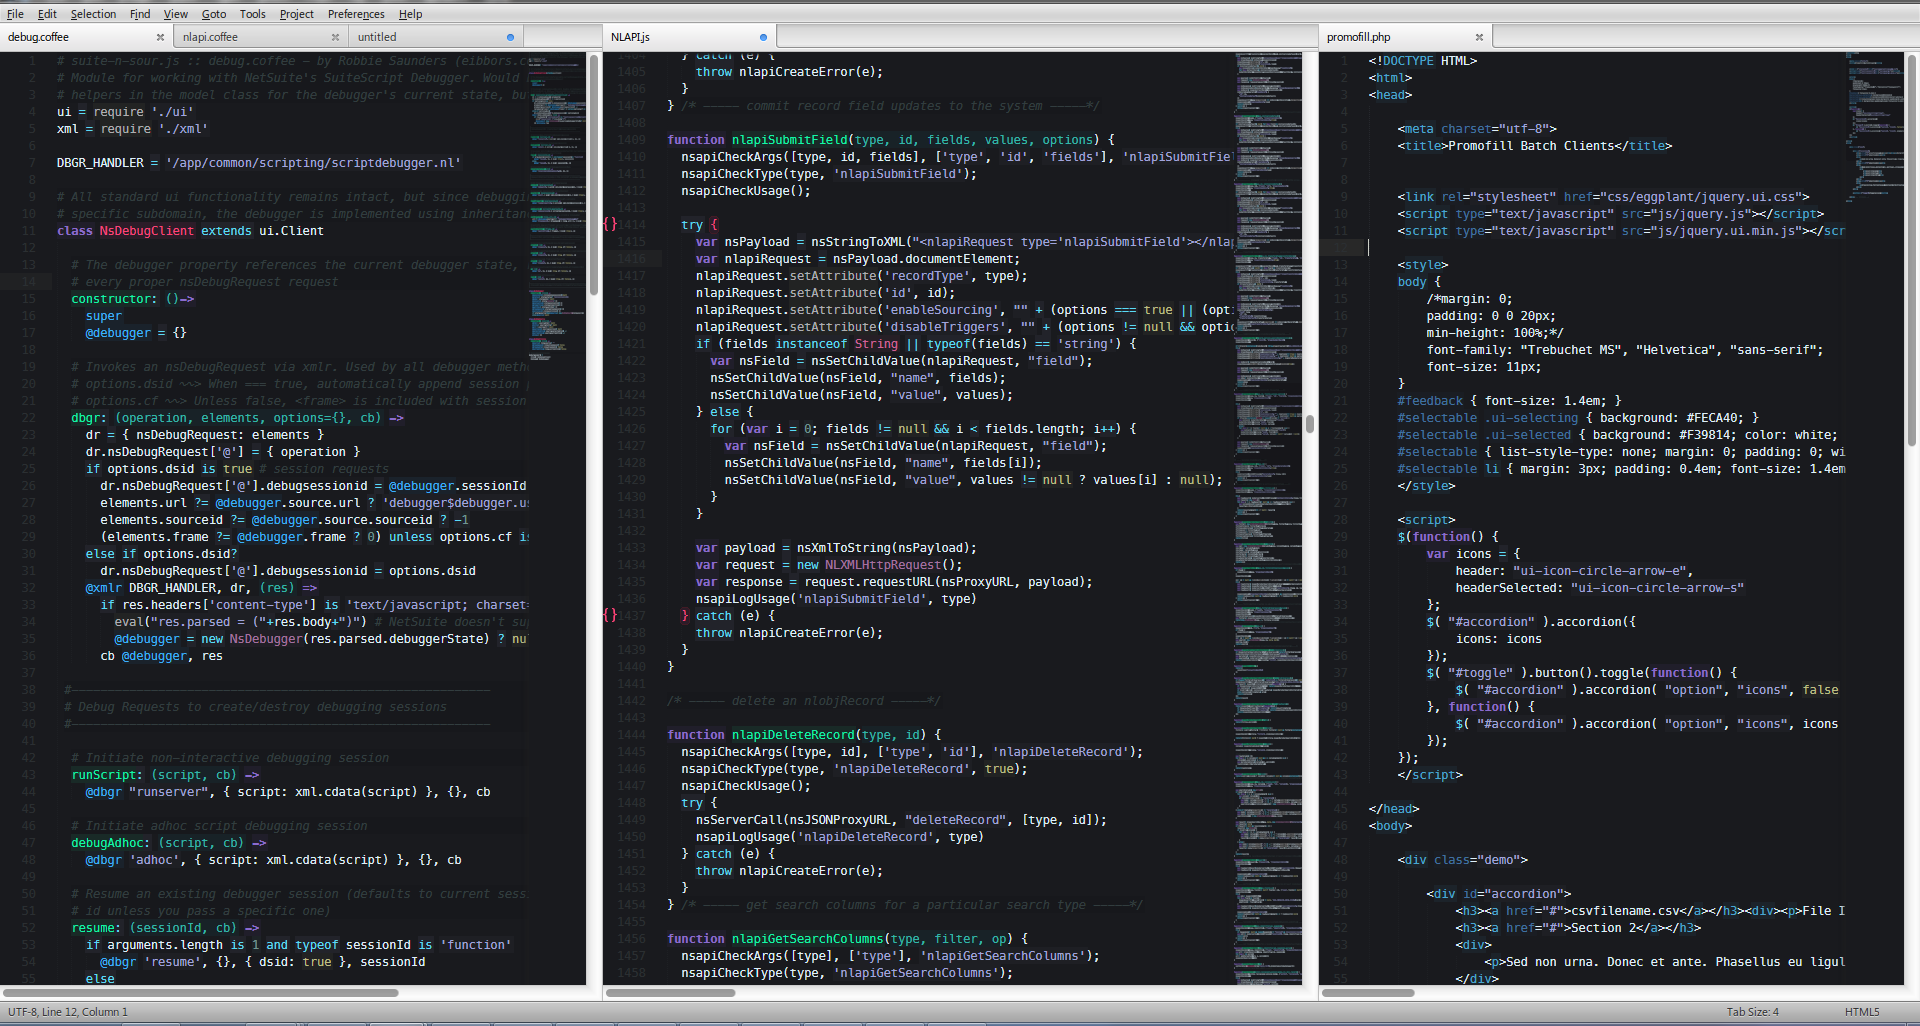 File Edit Selection Find View Goto Tools Project Preferences Help
debug.coffee nlapi.coffee untitled
1 # suite-n-sour.js :: debug.coffee – by Robbie Saunders (eibbors.c
2 # Module for working with NetSuite's SuiteScript Debugger. Would
3 # helpers in the model class for the debugger's current state, bu
4 ui = require './ui'
5 xml = require './xml'
6
7 DBGR_HANDLER = '/app/common/scripting/scriptdebugger.nl'
8
9 # All standard ui functionality remains intact, but since debuggi
10 # specific subdomain, the debugger is implemented using inheritan
11 class NsDebugClient extends ui.Client
12
13 # The debugger property references the current debugger state,
14 # every proper nsDebugRequest request
15 constructor: ()->
16 super
17 @debugger = {}
18
19 # Invokes an nsDebugRequest via xmlr. Used by all debugger meth
20 # options.dsid ~~> When === true, automatically append session
21 # options.cf ~~> Unless false, <frame> is included with session
22 dbgr: (operation, elements, options={}, cb) ->
23 dr = { nsDebugRequest: elements }
24 dr.nsDebugRequest['@'] = { operation }
25 if options.dsid is true # session requests
26 dr.nsDebugRequest['@'].debugsessionid = @debugger.sessionId
27 elements.url ?= @debugger.source.url ? 'debugger$debugger.us
28 elements.sourceid ?= @debugger.source.sourceid ? -1
29 (elements.frame ?= @debugger.frame ? 0) unless options.cf is
30 else if options.dsid?
31 dr.nsDebugRequest['@'].debugsessionid = options.dsid
32 @xmlr DBGR_HANDLER, dr, (res) =>
33 if res.headers['content-type'] is 'text/javascript; charset=
34 eval("res.parsed = ("+res.body+")") # NetSuite doesn't su
35 @debugger = new NsDebugger(res.parsed.debuggerState) ? nu
36 cb @debugger, res
37
38 #——————————
39 # Debug Requests to create/destroy debugging sessions
40 #——————————
41
42 # Initiate non-interactive debugging session
43 runScript: (script, cb) ->
44 @dbgr "runserver", { script: xml.cdata(script) }, {}, cb
45
46 # Initiate adhoc script debugging session
47 debugAdhoc: (script, cb) ->
48 @dbgr 'adhoc', { script: xml.cdata(script) }, {}, cb
49
50 # Resume an existing debugger session (defaults to current sess
51 # id unless you pass a specific one)
52 resume: (sessionId, cb) ->
53 if arguments.length is 1 and typeof sessionId is 'function'
54 @dbgr 'resume', {}, { dsid: true }, sessionId
55 else
NLAPI.js
1404 } catch (e) {
1405 throw nlapiCreateError(e);
1406 }
1407 } /* ——— commit record field updates to the system ———*/
1408
1409 function nlapiSubmitField(type, id, fields, values, options) {
1410 nsapiCheckArgs([type, id, fields], ['type', 'id', 'fields'], 'nlapiSubmitFie
1411 nsapiCheckType(type, 'nlapiSubmitField');
1412 nsapiCheckUsage();
1413
{} 1414 try {
1415 var nsPayload = nsStringToXML("<nlapiRequest type='nlapiSubmitField'></nlap
1416 var nlapiRequest = nsPayload.documentElement;
1417 nlapiRequest.setAttribute('recordType', type);
1418 nlapiRequest.setAttribute('id', id);
1419 nlapiRequest.setAttribute('enableSourcing', "" + (options === true || (opt
1420 nlapiRequest.setAttribute('disableTriggers', "" + (options != null && optio
1421 if (fields instanceof String || typeof(fields) == 'string') {
1422 var nsField = nsSetChildValue(nlapiRequest, "field");
1423 nsSetChildValue(nsField, "name", fields);
1424 nsSetChildValue(nsField, "value", values);
1425 } else {
1426 for (var i = 0; fields != null && i < fields.length; i++) {
1427 var nsField = nsSetChildValue(nlapiRequest, "field");
1428 nsSetChildValue(nsField, "name", fields[i]);
1429 nsSetChildValue(nsField, "value", values != null ? values[i] : null);
1430 }
1431 }
1432
1433 var payload = nsXmlToString(nsPayload);
1434 var request = new NLXMLHttpRequest();
1435 var response = request.requestURL(nsProxyURL, payload);
1436 nsapiLogUsage('nlapiSubmitField', type)
{} 1437 } catch (e) {
1438 throw nlapiCreateError(e);
1439 }
1440 }
1441
1442 /* ——— delete an nlobjRecord ———*/
1443
1444 function nlapiDeleteRecord(type, id) {
1445 nsapiCheckArgs([type, id], ['type', 'id'], 'nlapiDeleteRecord');
1446 nsapiCheckType(type, 'nlapiDeleteRecord', true);
1447 nsapiCheckUsage();
1448 try {
1449 nsServerCall(nsJSONProxyURL, "deleteRecord", [type, id]);
1450 nsapiLogUsage('nlapiDeleteRecord', type)
1451 } catch (e) {
1452 throw nlapiCreateError(e);
1453 }
1454 } /* ——— get search columns for a particular search type ———*/
1455
1456 function nlapiGetSearchColumns(type, filter, op) {
1457 nsapiCheckArgs([type], ['type'], 'nlapiGetSearchColumns');
1458 nsapiCheckType(type, 'nlapiGetSearchColumns');
promofill.php
1 <!DOCTYPE HTML>
2 <html>
3 <head>
4
5 <meta charset="utf-8">
6 <title>Promofill Batch Clients</title>
7
8
9 <link rel="stylesheet" href="css/eggplant/jquery.ui.css">
10 <script type="text/javascript" src="js/jquery.js"></script>
11 <script type="text/javascript" src="js/jquery.ui.min.js"></scr
12
13 <style>
14 body {
15 /*margin: 0;
16 padding: 0 0 20px;
17 min-height: 100%;*/
18 font-family: "Trebuchet MS", "Helvetica", "sans-serif";
19 font-size: 11px;
20 }
21 #feedback { font-size: 1.4em; }
22 #selectable .ui-selecting { background: #FECA40; }
23 #selectable .ui-selected { background: #F39814; color: white;
24 #selectable { list-style-type: none; margin: 0; padding: 0; wi
25 #selectable li { margin: 3px; padding: 0.4em; font-size: 1.4em
26 </style>
27
28 <script>
29 $(function() {
30 var icons = {
31 header: "ui-icon-circle-arrow-e",
32 headerSelected: "ui-icon-circle-arrow-s"
33 };
34 $( "#accordion" ).accordion({
35 icons: icons
36 });
37 $( "#toggle" ).button().toggle(function() {
38 $( "#accordion" ).accordion( "option", "icons", false
39 }, function() {
40 $( "#accordion" ).accordion( "option", "icons", icons
41 });
42 });
43 </script>
44
45 </head>
46 <body>
47
48 <div class="demo">
49
50 <div id="accordion">
51 <h3><a href="#">csvfilename.csv</a></h3><div><p>File I
52 <h3><a href="#">Section 2</a></h3>
53 <div>
54 <p>Sed non urna. Donec et ante. Phasellus eu ligul
55 </div>
UTF-8, Line 12, Column 1 Tab Size: 4 HTML5